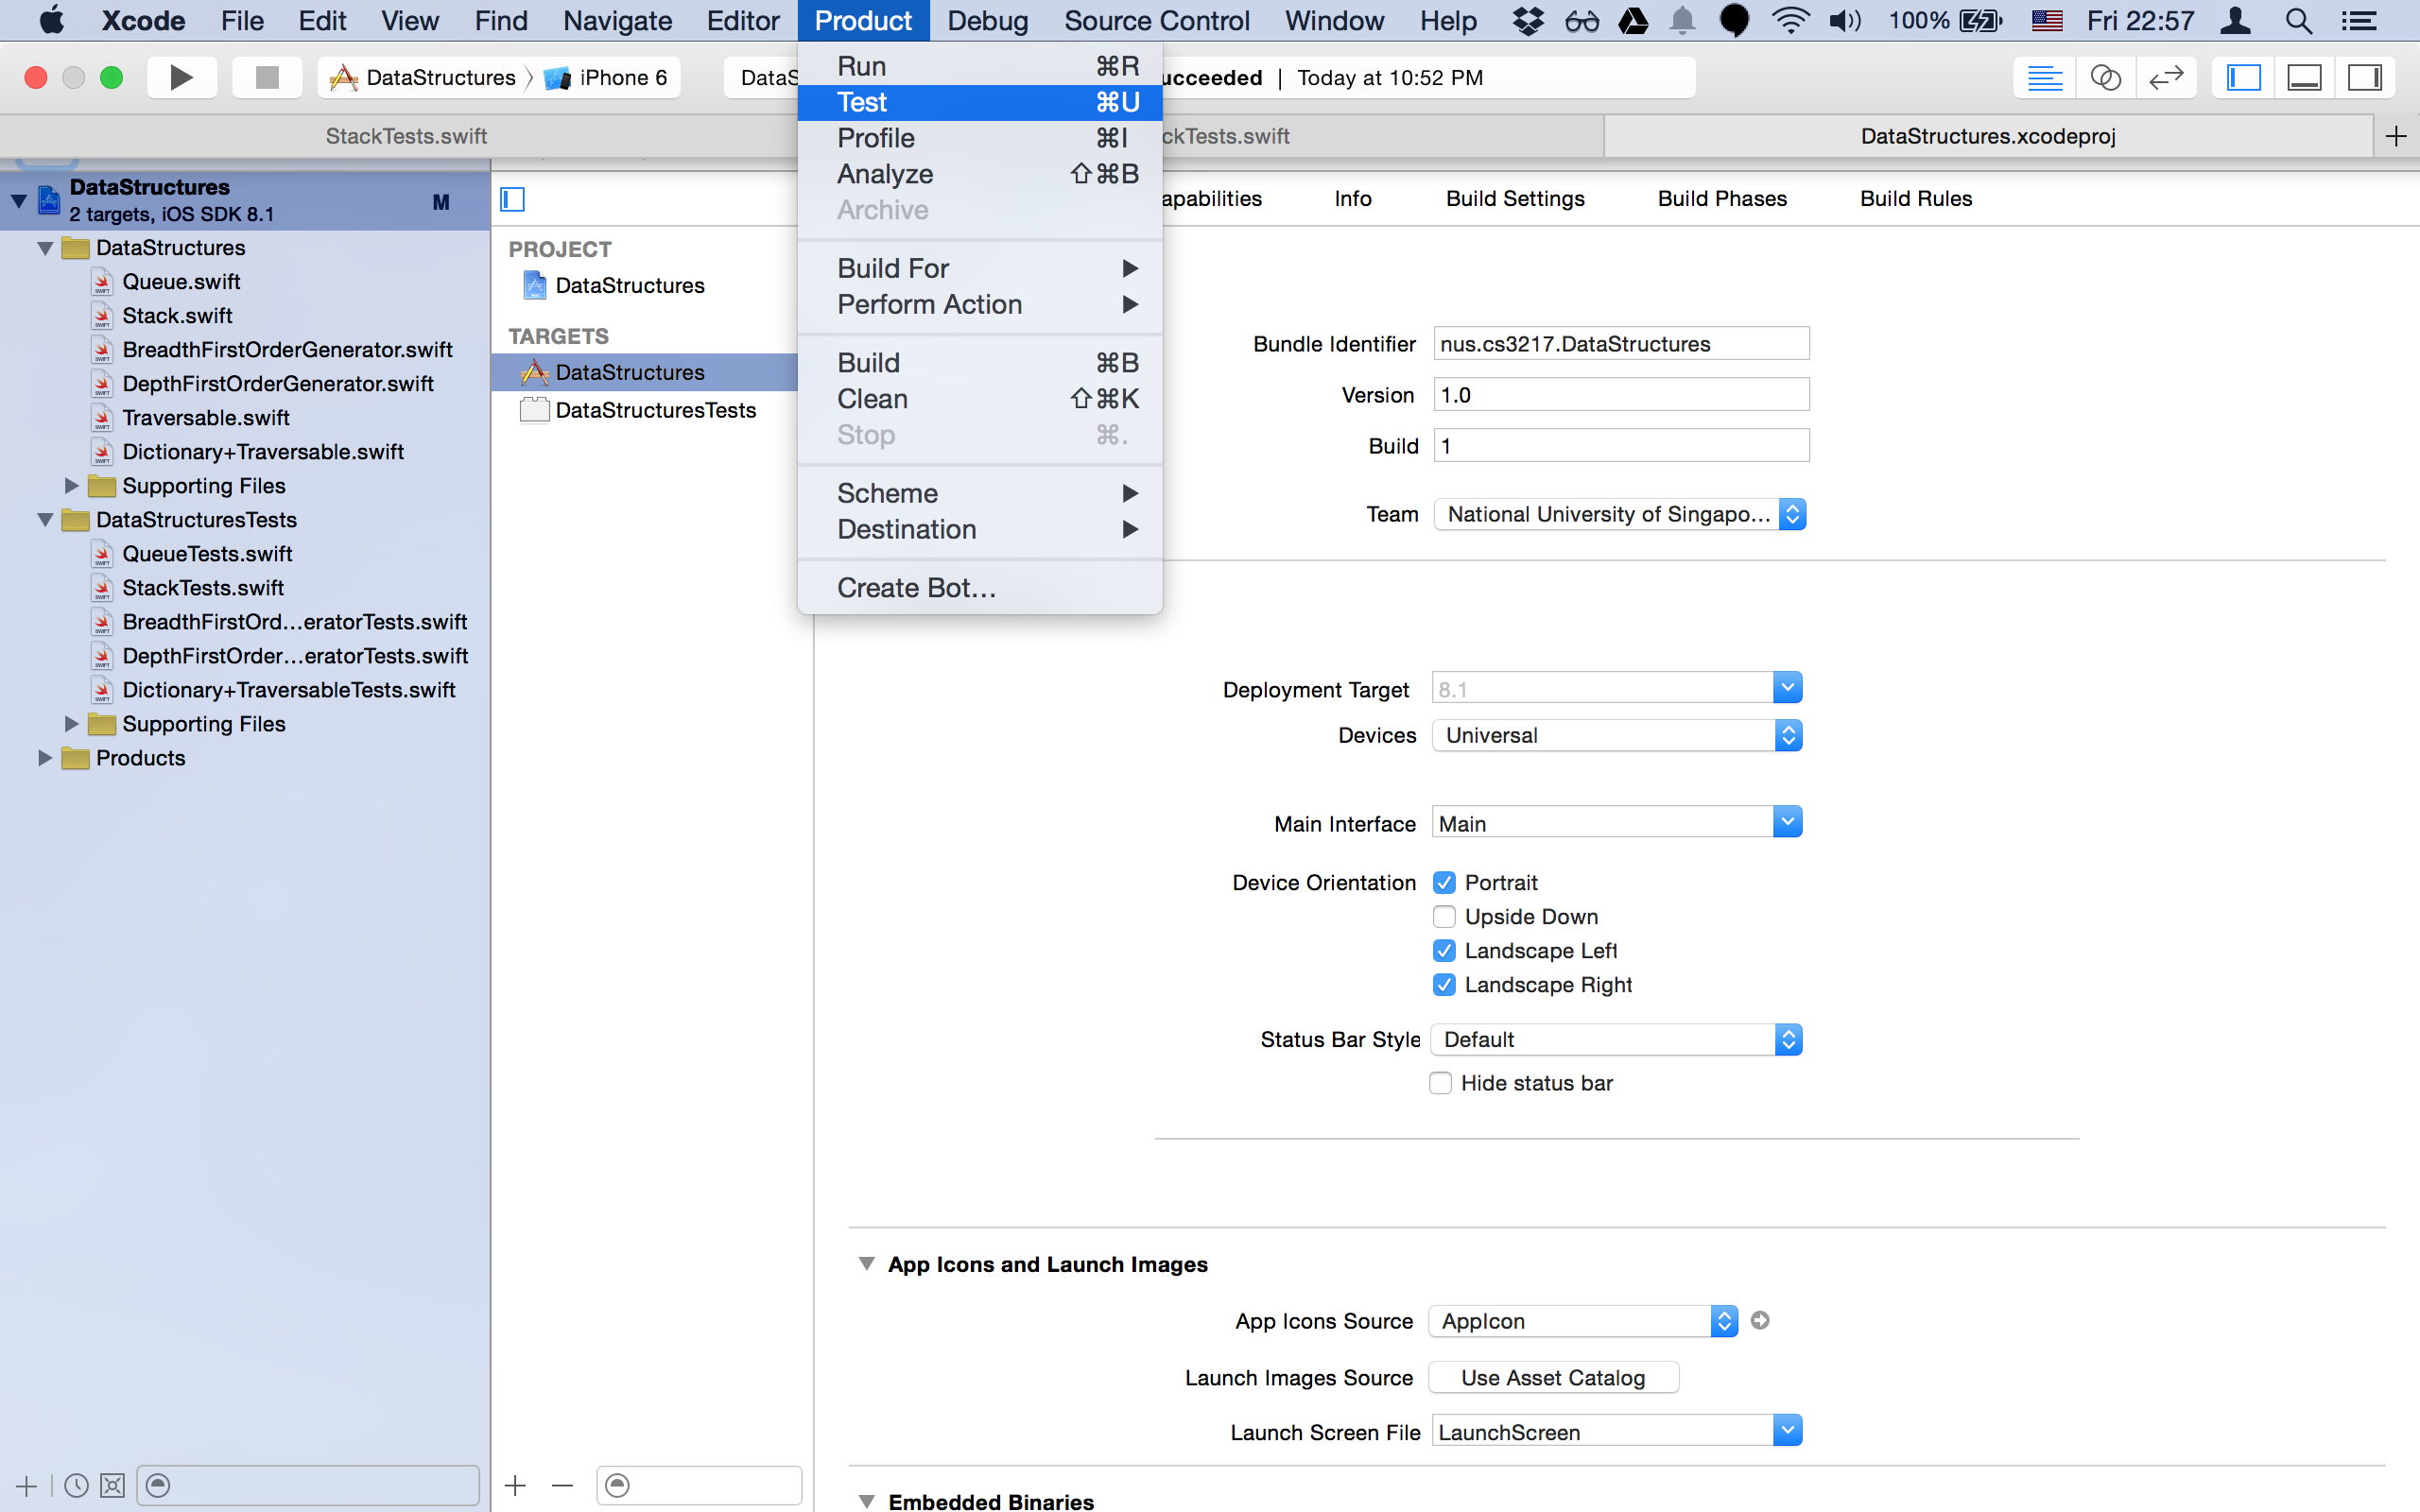 Xcode File Edit View Find Navigate Editor Product Debug Source Control Window Help 100% Fri 22:57
DataStructures iPhone 6 DataS ucceeded | Today at 10:52 PM
StackTests.swift ckTests.swift DataStructures.xcodeproj
Run ⌘R
Test ⌘U
Profile ⌘I
Analyze ⇧⌘B
Archive
Build For
Perform Action
Build ⌘B
Clean ⇧⌘K
Stop ⌘.
Scheme
Destination
Create Bot...
DataStructures
2 targets, iOS SDK 8.1 M
DataStructures
Queue.swift
Stack.swift
BreadthFirstOrderGenerator.swift
DepthFirstOrderGenerator.swift
Traversable.swift
Dictionary+Traversable.swift
Supporting Files
DataStructuresTests
QueueTests.swift
StackTests.swift
BreadthFirstOrd...eratorTests.swift
DepthFirstOrder...eratorTests.swift
Dictionary+TraversableTests.swift
Supporting Files
Products
PROJECT
DataStructures
TARGETS
DataStructures
DataStructuresTests
apabilities Info Build Settings Build Phases Build Rules
Bundle Identifier nus.cs3217.DataStructures
Version 1.0
Build 1
Team National University of Singapo...
Deployment Target 8.1
Devices Universal
Main Interface Main
Device Orientation Portrait
Upside Down
Landscape Left
Landscape Right
Status Bar Style Default
Hide status bar
App Icons and Launch Images
App Icons Source AppIcon
Launch Images Source Use Asset Catalog
Launch Screen File LaunchScreen
Embedded Binaries